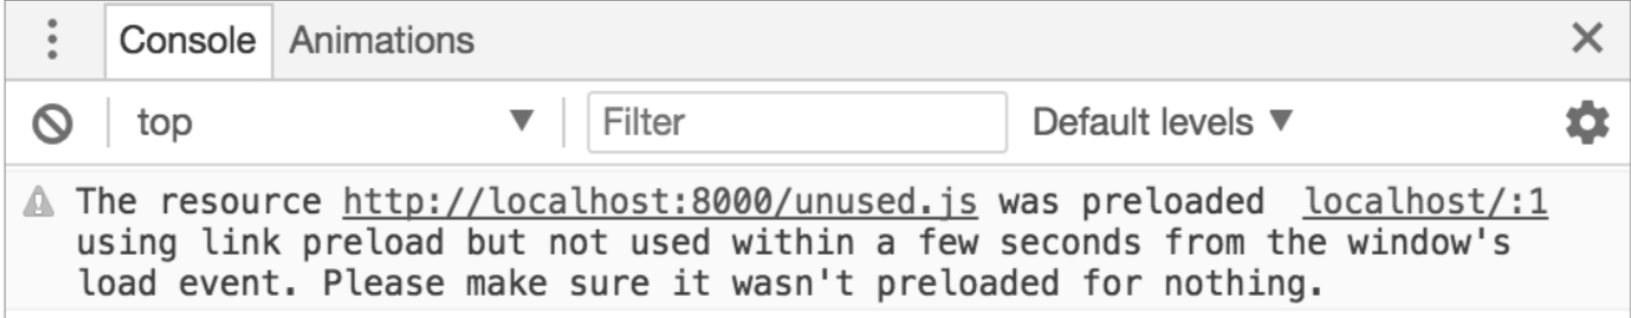 Console Animations
top Filter Default levels
The resource http://localhost:8000/unused.js was preloaded localhost/:1
using link preload but not used within a few seconds from the window's
load event. Please make sure it wasn't preloaded for nothing.